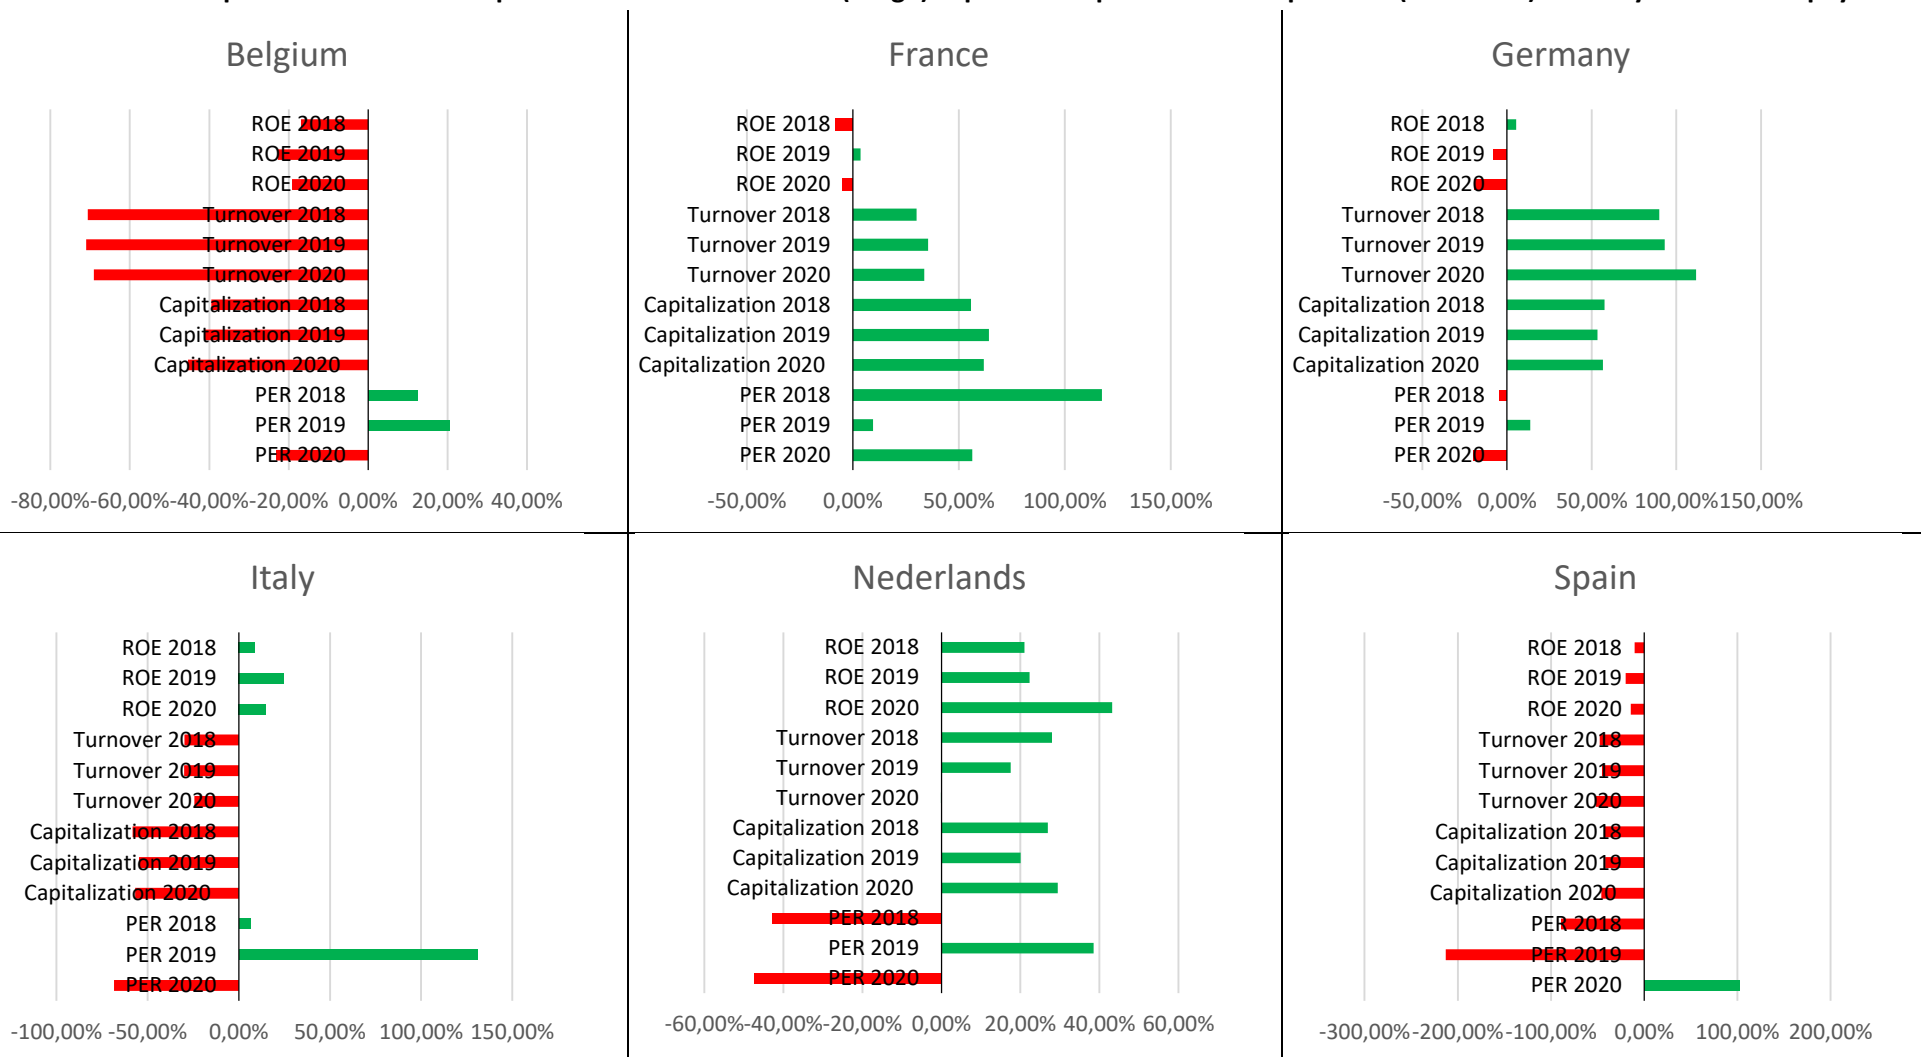 Belgium
ROE 2018
ROE 2019
ROE 2020
Turnover 2018
Turnover 2019
Turnover 2020
Capitalization 2018
Capitalization 2019
Capitalization 2020
PER 2018
PER 2019
PER 2020
-80,00%-60,00%-40,00%-20,00% 0,00% 20,00% 40,00%
France
ROE 2018
ROE 2019
ROE 2020
Turnover 2018
Turnover 2019
Turnover 2020
Capitalization 2018
Capitalization 2019
Capitalization 2020
PER 2018
PER 2019
PER 2020
-50,00% 0,00% 50,00% 100,00% 150,00%
Germany
ROE 2018
ROE 2019
ROE 2020
Turnover 2018
Turnover 2019
Turnover 2020
Capitalization 2018
Capitalization 2019
Capitalization 2020
PER 2018
PER 2019
PER 2020
-50,00% 0,00% 50,00% 100,00%150,00%
Italy
ROE 2018
ROE 2019
ROE 2020
Turnover 2018
Turnover 2019
Turnover 2020
Capitalization 2018
Capitalization 2019
Capitalization 2020
PER 2018
PER 2019
PER 2020
-100,00% -50,00% 0,00% 50,00% 100,00% 150,00%
Nederlands
ROE 2018
ROE 2019
ROE 2020
Turnover 2018
Turnover 2019
Turnover 2020
Capitalization 2018
Capitalization 2019
Capitalization 2020
PER 2018
PER 2019
PER 2020
-60,00%-40,00%-20,00% 0,00% 20,00% 40,00% 60,00%
Spain
ROE 2018
ROE 2019
ROE 2020
Turnover 2018
Turnover 2019
Turnover 2020
Capitalization 2018
Capitalization 2019
Capitalization 2020
PER 2018
PER 2019
PER 2020
-300,00%-200,00%-100,00% 0,00% 100,00% 200,00%